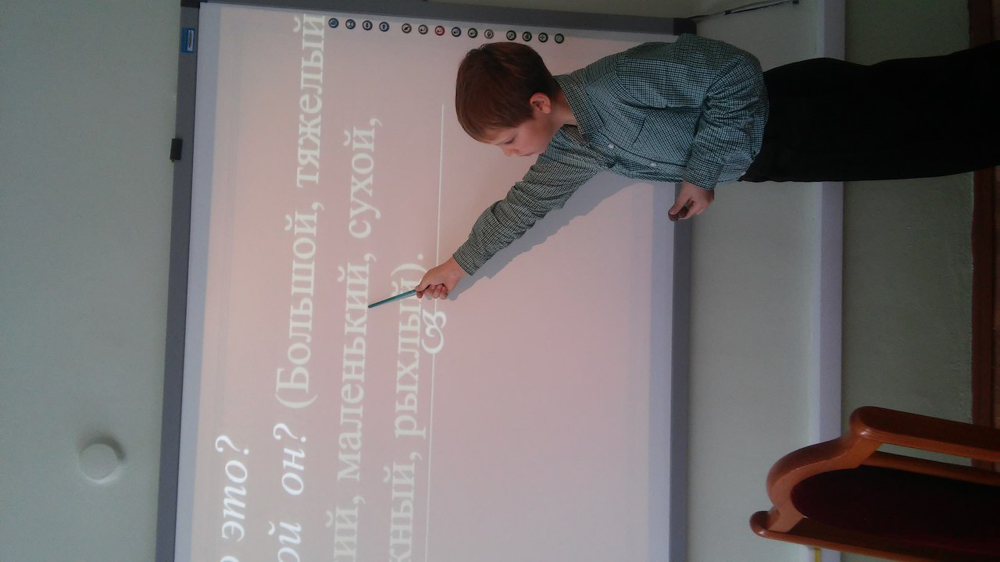 это?
он? (Большой, тяжелый
маленький, сухой,
рыхлый).